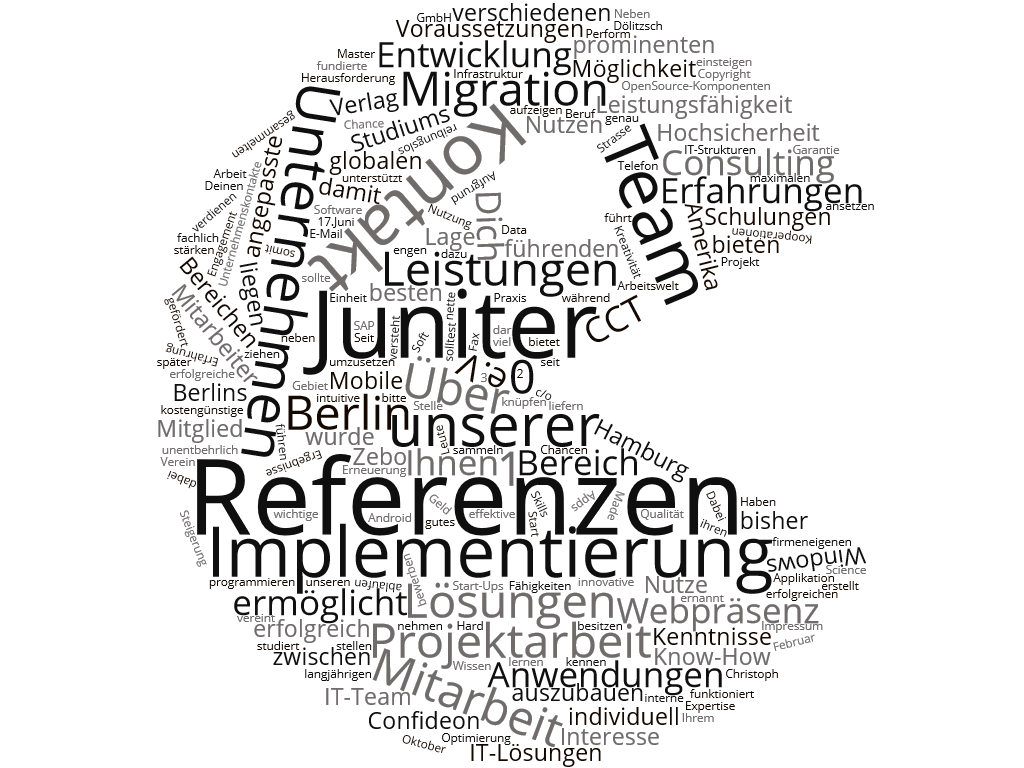 GmbH verschiedenen Neben
Voraussetzungen Perform Dölitzsch
Master Entwicklung prominenten
fundierte Infrastruktur Möglichkeit einsteigen
Herausforderung Migration Copyright
OpenSource-Komponenten
Verlag aufzeigen Beruf Leistungsfähigkeit
Chance Studiums Nutzen genau
gesammelten reibungslos Strasse Hochsicherheit
Unternehmen globalen Kontakt Team IT-Strukturen Garantie
angepasste unterstützt Telefon Consulting
Arbeit maximalen
Deinen damit Aufgrund Erfahrungen
verdienen Software Nutzung Dich führt Amerika Schulungen ansetzen
17.Juni Data Kooperationen
fachlich E-Mail Lage führenden Kreativität bieten
stärken Engagement Unternehmenskontakte somit engen dazu Projekt
Bereichen liegen sollte Leistungen Arbeitswelt
Mitarbeiter Einheit besten nette Praxis während
gefördert Juniter CCT
neben SAP versteht Soft solltest Fax dar
Seit viel bietet
Erfahrung ziehen umzusetzen V. ë seit
später
erfolgreiche Mobile Über 3 0 2
Berlins Gebiet intuitive bitte c/o
kostengünstige Berlin Stelle knüpfen liefern
Mitglied führen wurde unserer Hamburg
unentbehrlich Leute sammeln Chancen
Verein Ergebnisse Zebo Ihnen 1 Bereich
dabei Erneuerung
Referenzen Geld Skills Apps Made Dabei Haben
wichtige Android gutes effektive Start Qualität ihren bisher
Steigerung Implementierung firmeneigenen
Windows
programmieren unseren ablaufen bewerben Start-Ups Fähigkeiten innovative Nutze Applikation Science
erstellt
ermöglicht Lösungen ernannt erfolgreichen
vereint Webpräsenz
erfolgreich nehmen Hard besitzen Impressum
studiert stellen Projektarbeit Kenntnisse Februar
zwischen Wissen lernen kennen Know-How
langjährigen Mitarbeit Anwendungen Christoph
IT-Team auszubauen interne funktioniert
Expertise
Confideon individuell Ihrem
Oktober Optimierung Interesse
IT-Lösungen